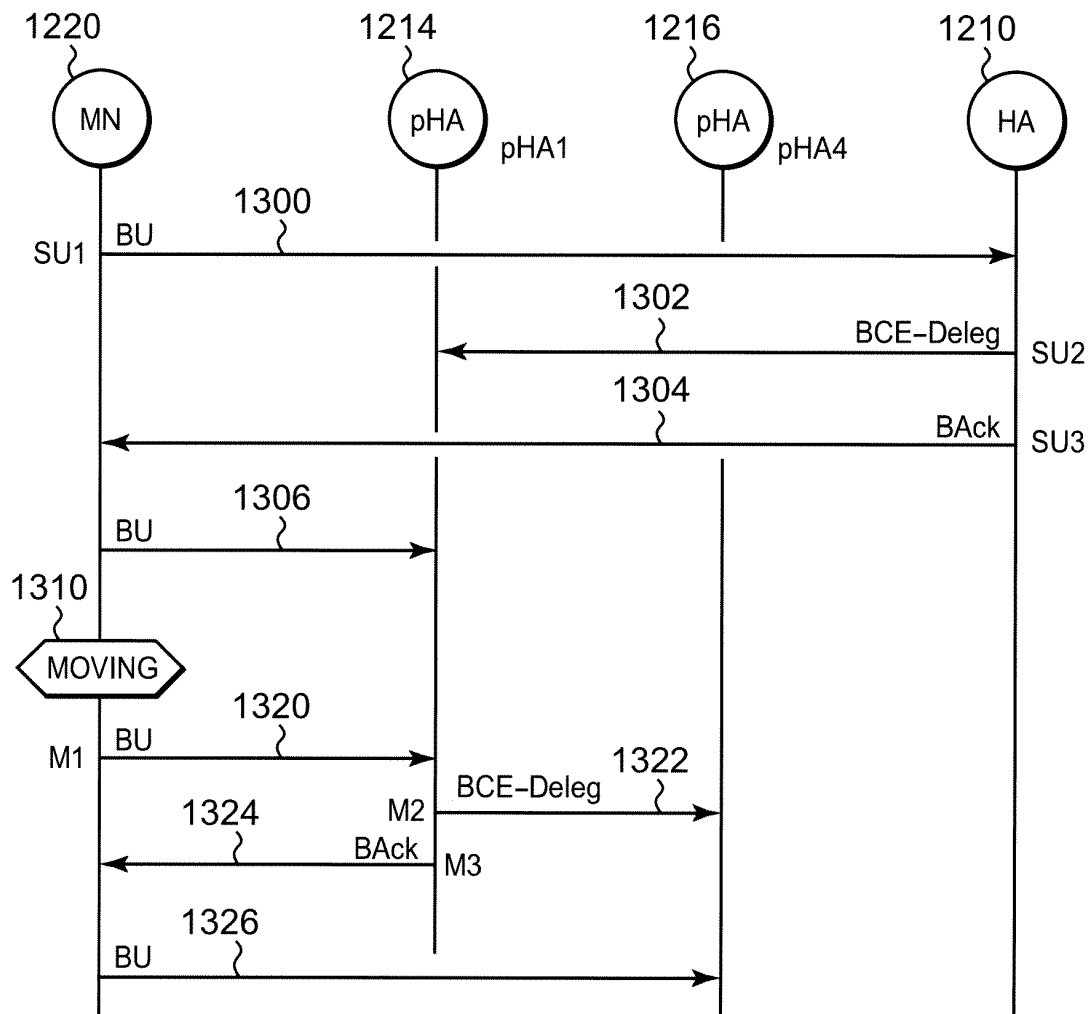 1220 1214 1216 1210
MN pHA pHA1 pHA pHA4 HA
1300
SU1 BU
1302
BCE-Deleg SU2
1304
BAck SU3
1306
BU
1310
MOVING
1320
M1 BU
1322
BCE-Deleg
M2
1324
BAck M3
1326
BU